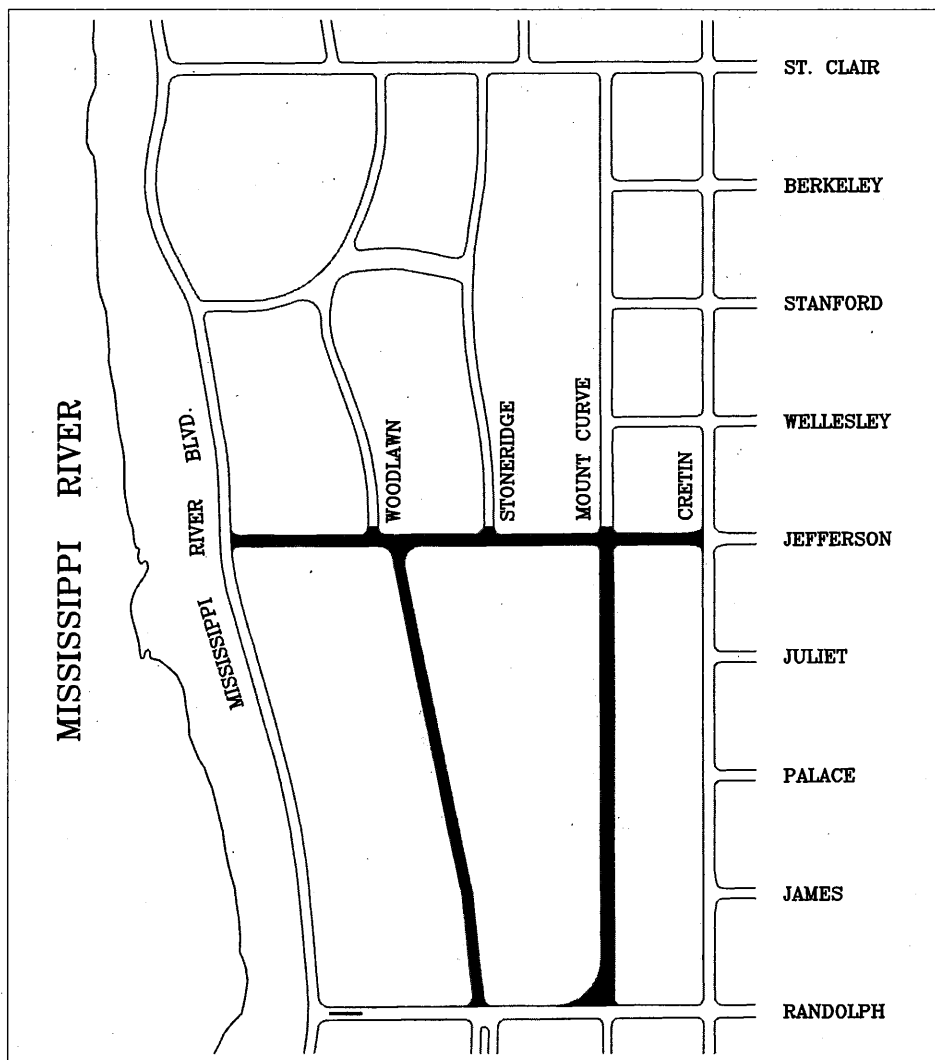 ST. CLAIR
BERKELEY
STANFORD
WELLESLEY
MISSISSIPPI RIVER
MISSISSIPPI RIVER BLVD.
WOODLAWN
STONERIDGE
MOUNT CURVE
CRETIN
JEFFERSON
JULIET
PALACE
JAMES
RANDOLPH